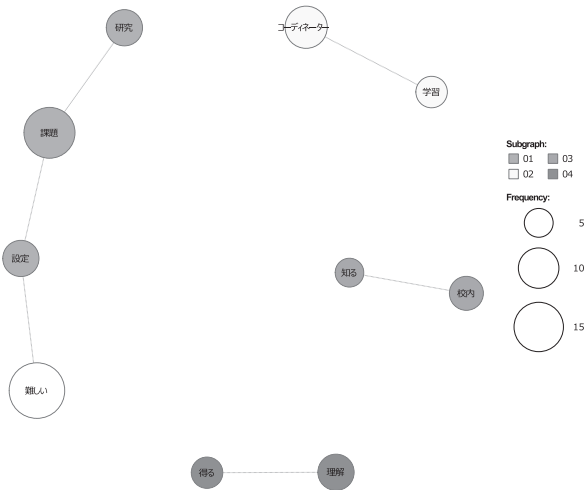 研究
コーディネーター
学習
課題
設定
知る
校内
難しい
得る
理解
Subgraph:
01 03
02 04
Frequency:
5
10
15